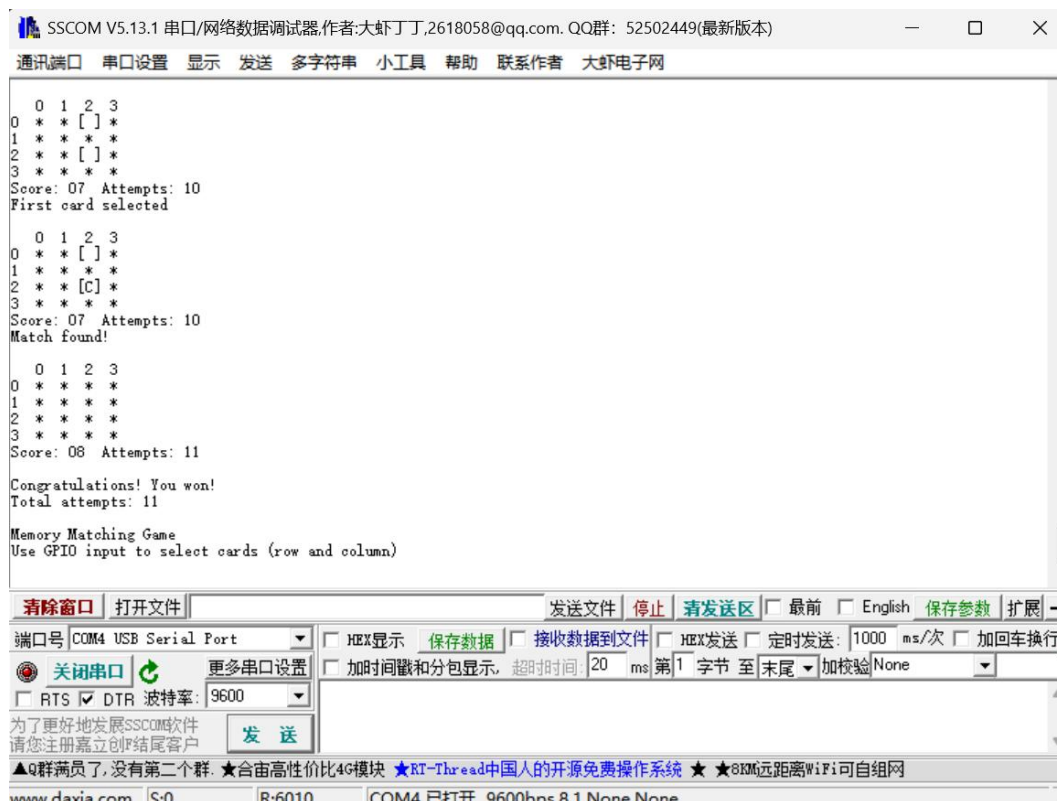 SSCOM V5.13.1 串口/网络数据调试器,作者:大虾丁丁,2618058@qq.com. QQ群: 52502449(最新版本)
通讯端口 串口设置 显示 发送 多字符串 小工具 帮助 联系作者 大虾电子网
0 1 2 3
0 * * [ ] *
1 * * * *
2 * * [ ] *
3 * * * *
Score: 07 Attempts: 10
First card selected
0 1 2 3
0 * * [ ] *
1 * * * *
2 * * [C] *
3 * * * *
Score: 07 Attempts: 10
Match found!
0 1 2 3
0 * * * *
1 * * * *
2 * * * *
3 * * * *
Score: 08 Attempts: 11
Congratulations! You won!
Total attempts: 11
Memory Matching Game
Use GPIO input to select cards (row and column)
清除窗口 打开文件 发送文件 停止 清发送区 最前 English 保存参数 扩展 —
端口号 COM4 USB Serial Port HEX显示 保存数据 接收数据到文件 HEX发送 定时发送: 1000 ms/次 加回车换行
关闭串口 更多串口设置 加时间戳和分包显示, 超时时间: 20 ms 第1 字节 至 末尾 加校验 None
RTS DTR 波特率: 9600
为了更好地发展SSCOM软件
请您注册嘉立创F结尾客户
发 送
▲Q群满员了,没有第二个群. ★合宙高性价比4G模块 ★RT-Thread中国人的开源免费操作系统 ★ ★8KM远距离WiFi可自组网
www.daxia.com S:0 R:6010 COM4 已打开 9600bps,8,1,None,None